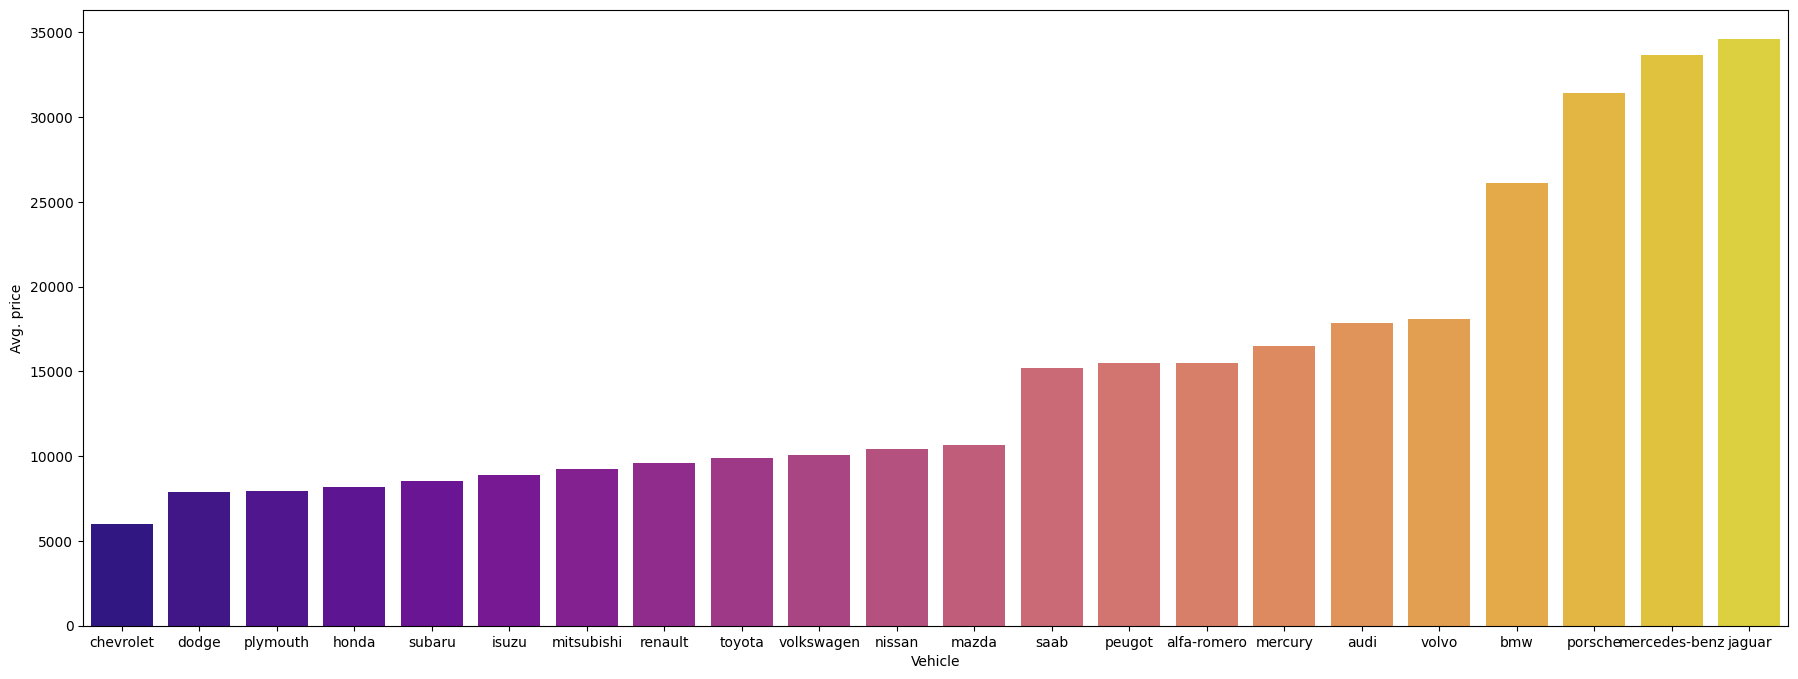 35000
30000
25000
20000
15000
10000
5000
0
Avg. price
chevrolet dodge plymouth honda subaru isuzu mitsubishi renault toyota volkswagen nissan mazda saab peugot alfa-romero mercury audi volvo bmw porsche mercedes-benz jaguar
Vehicle